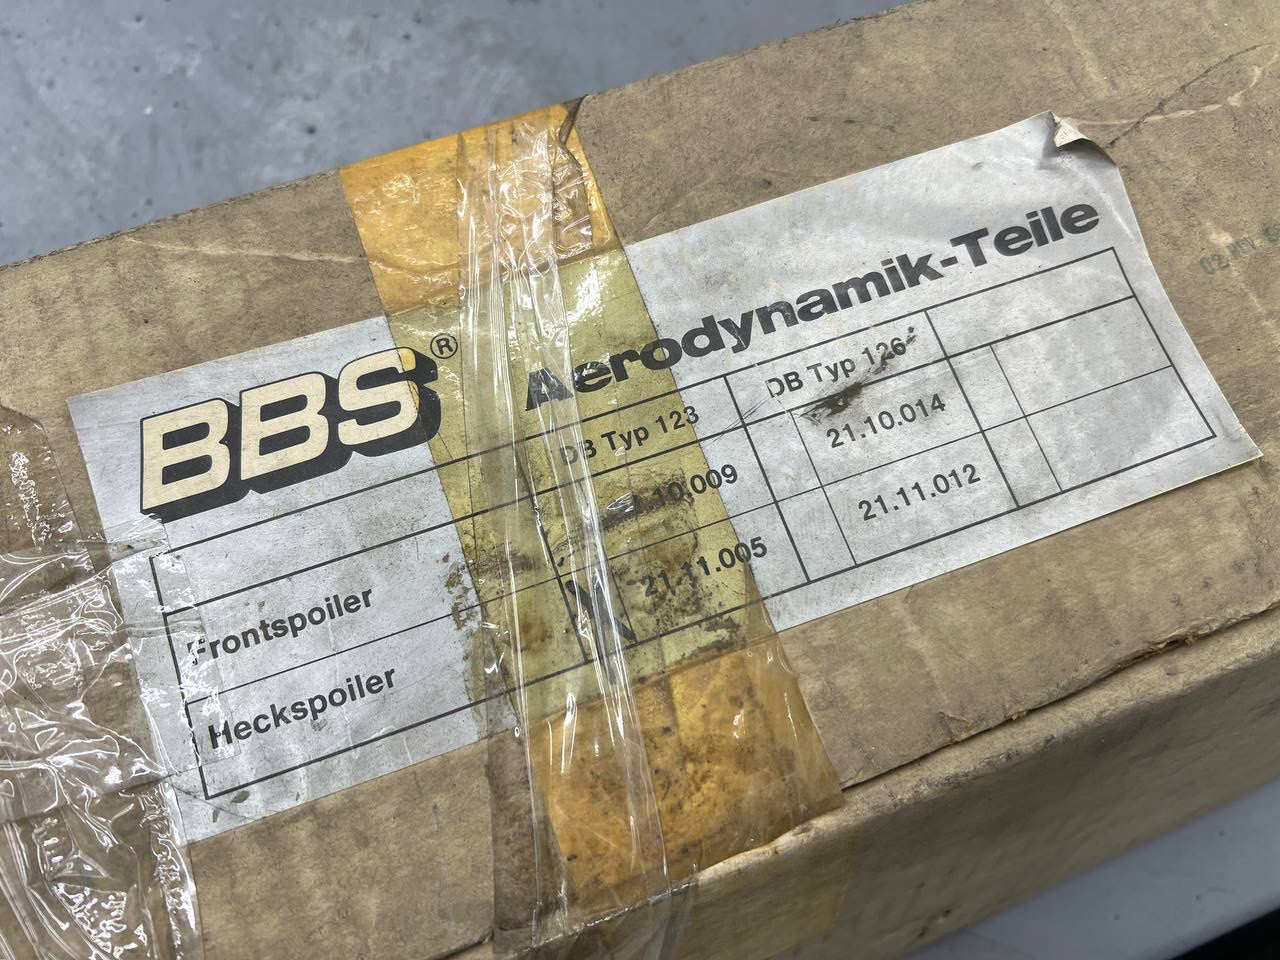 BBS® Aerodynamik-Teile
DB Typ 123 DB Typ 126
Frontspoiler 10.009 21.10.014
Heckspoiler X 21.11.005 21.11.012